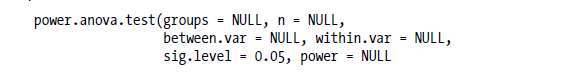 power.anova.test(groups = NULL, n = NULL,
between.var = NULL, within.var = NULL,
sig.level = 0.05, power = NULL